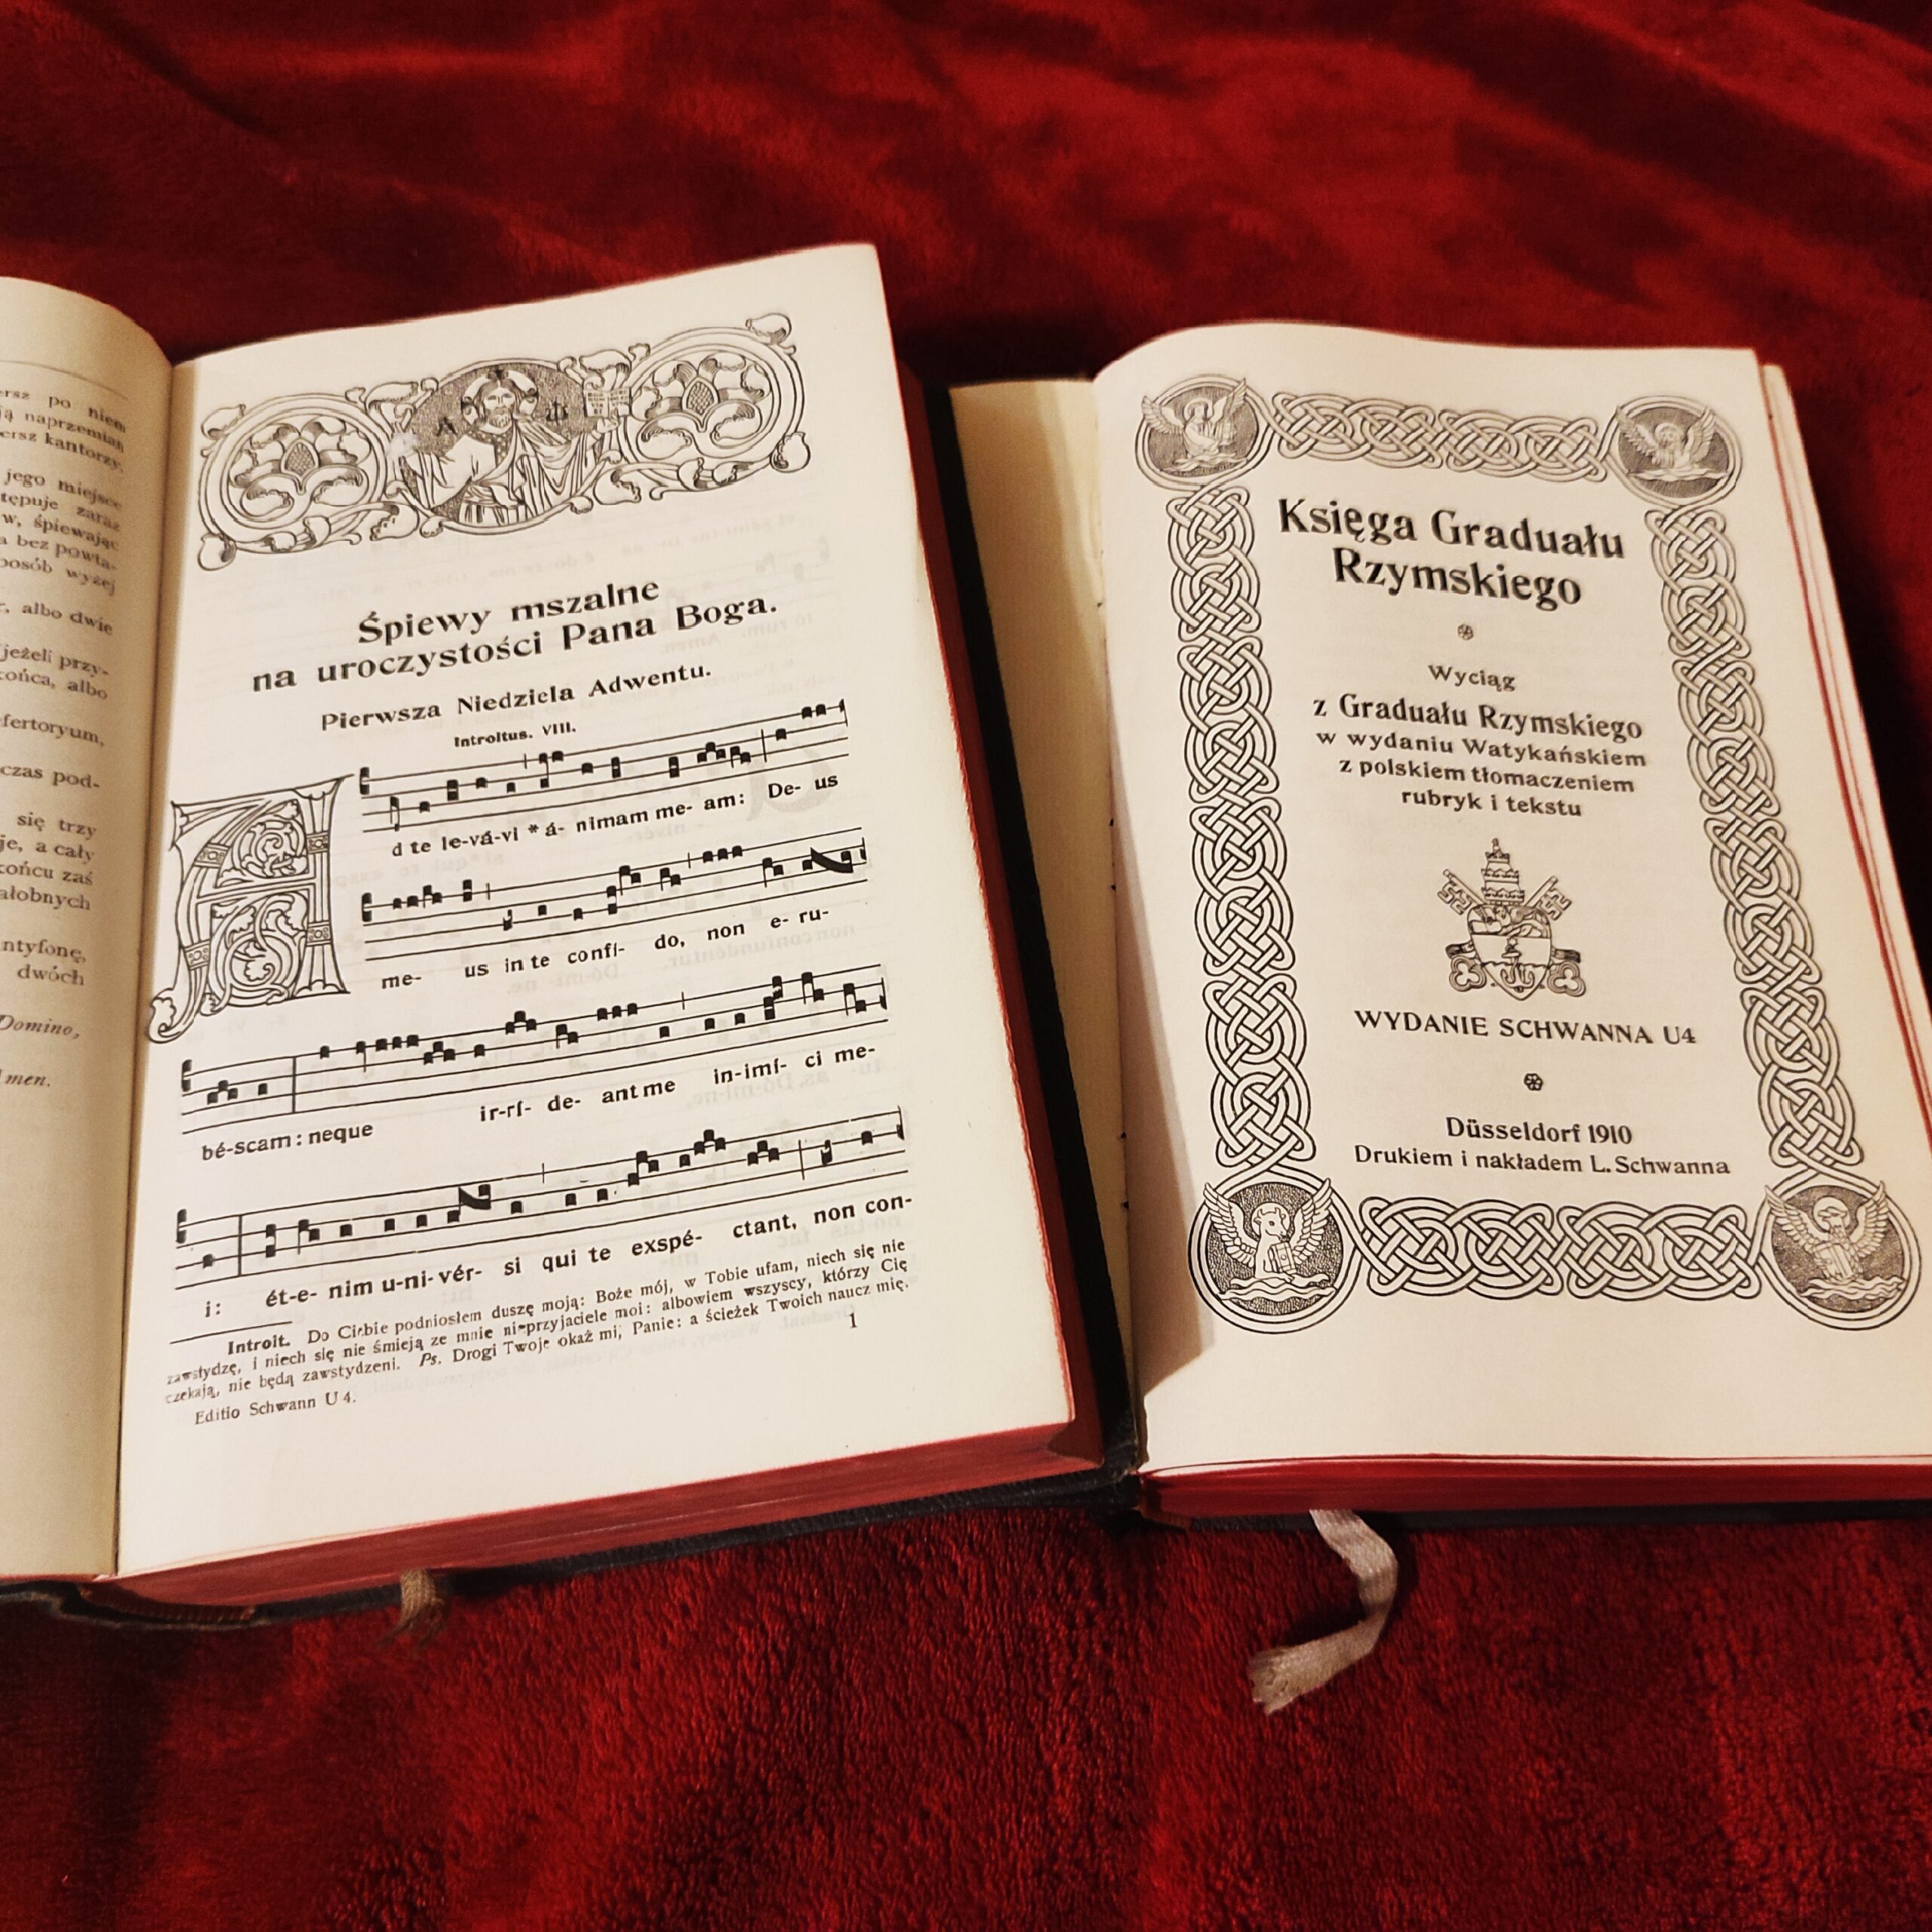 ersz po niem
ją naprzemian
ersz kantorzy.
jego miejsce
tępuje zaraz
w, śpiewając
a bez powta-
posób wyżej
albo dwie
jeżeli przy-
końca, albo
fertoryum,
czas pod-
się trzy
je, a cały
końcu zaś
ałobnych
ntyfonę,
dwóch
Domino,
Amen.
Α ω
Śpiewy mszalne
na uroczystości Pana Boga.
Pierwsza Niedziela Adwentu.
Introitus. VIII.
A
d te le-vá-vi * á- nimam me- am: De- us
me- us in te confí- do, non e- ru-
bé-scam: neque ir-rí- de- ant me in-imí- ci me-
i: ét-e- nim u-ni-vér- si qui te exspé- ctant, non con-
Introit. Do Ciebie podniosłem duszę moją: Boże mój, w Tobie ufam, niech się nie
zawstydzę, i niech się nie śmieją ze mnie nieprzyjaciele moi: albowiem wszyscy, którzy Cię
czekają, nie będą zawstydzeni. Ps. Drogi Twoje okaż mi, Panie: a ścieżek Twoich naucz mię.
Editio Schwann U 4.
1
Księga Graduału
Rzymskiego
Wyciąg
z Graduału Rzymskiego
w wydaniu Watykańskiem
z polskiem tłomaczeniem
rubryk i tekstu
WYDANIE SCHWANNA U4
Düsseldorf 1910
Drukiem i nakładem L. Schwanna